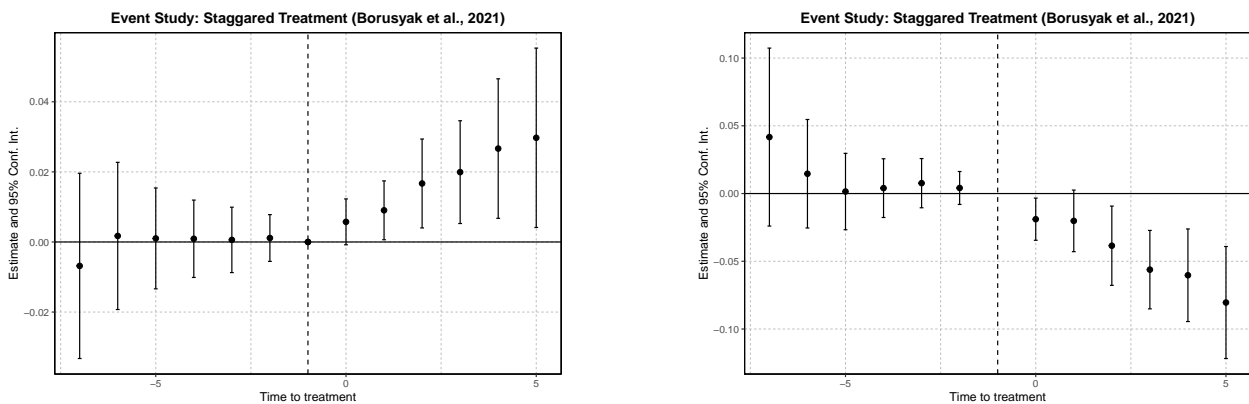 Event Study: Staggared Treatment (Borusyak et al., 2021)
Estimate and 95% Conf. Int.
0.04
0.02
0.00
−0.02
−5
0
5
Time to treatment
Event Study: Staggared Treatment (Borusyak et al., 2021)
Estimate and 95% Conf. Int.
0.10
0.05
0.00
−0.05
−0.10
−5
0
5
Time to treatment